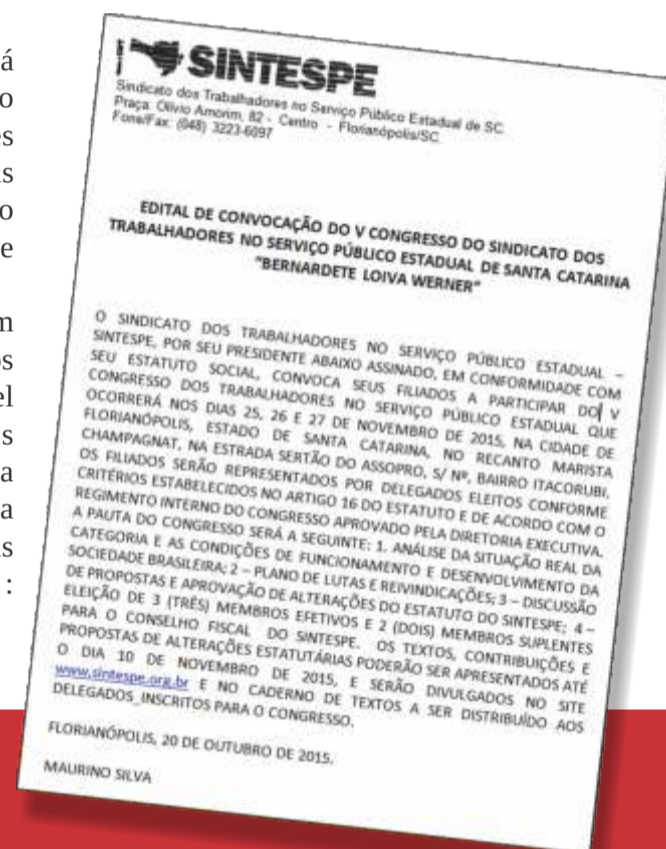 á
o
es
s
o
e
m
os
el
s
a
a
s
:
SINTESPE
Sindicato dos Trabalhadores no Serviço Público Estadual de SC
Praça: Olívio Amorim, 82 - Centro - Florianópolis/SC
Fone/Fax: (048) 3223-6097
EDITAL DE CONVOCAÇÃO DO V CONGRESSO DO SINDICATO DOS
TRABALHADORES NO SERVIÇO PÚBLICO ESTADUAL DE SANTA CATARINA
"BERNARDETE LOIVA WERNER"
O SINDICATO DOS TRABALHADORES NO SERVIÇO PÚBLICO ESTADUAL –
SINTESPE, POR SEU PRESIDENTE ABAIXO ASSINADO, EM CONFORMIDADE COM
SEU ESTATUTO SOCIAL, CONVOCA SEUS FILIADOS A PARTICIPAR DO V
CONGRESSO DOS TRABALHADORES NO SERVIÇO PÚBLICO ESTADUAL QUE
OCORRERÁ NOS DIAS 25, 26 E 27 DE NOVEMBRO DE 2015, NA CIDADE DE
FLORIANÓPOLIS, ESTADO DE SANTA CATARINA, NO RECANTO MARISTA
CHAMPAGNAT, NA ESTRADA SERTÃO DO ASSOPRO, S/ Nº, BAIRRO ITACORUBI.
OS FILIADOS SERÃO REPRESENTADOS POR DELEGADOS ELEITOS CONFORME
CRITÉRIOS ESTABELECIDOS NO ARTIGO 16 DO ESTATUTO E DE ACORDO COM O
REGIMENTO INTERNO DO CONGRESSO APROVADO PELA DIRETORIA EXECUTIVA.
A PAUTA DO CONGRESSO SERÁ A SEGUINTE: 1. ANÁLISE DA SITUAÇÃO REAL DA
CATEGORIA E AS CONDIÇÕES DE FUNCIONAMENTO E DESENVOLVIMENTO DA
SOCIEDADE BRASILEIRA; 2 – PLANO DE LUTAS E REIVINDICAÇÕES; 3 – DISCUSSÃO
DE PROPOSTAS E APROVAÇÃO DE ALTERAÇÕES DO ESTATUTO DO SINTESPE; 4 –
ELEIÇÃO DE 3 (TRÊS) MEMBROS EFETIVOS E 2 (DOIS) MEMBROS SUPLENTES
PARA O CONSELHO FISCAL DO SINTESPE. OS TEXTOS, CONTRIBUIÇÕES E
PROPOSTAS DE ALTERAÇÕES ESTATUTÁRIAS PODERÃO SER APRESENTADOS ATÉ
O DIA 10 DE NOVEMBRO DE 2015, E SERÃO DIVULGADOS NO SITE
www.sintespe.org.br E NO CADERNO DE TEXTOS A SER DISTRIBUÍDO AOS
DELEGADOS INSCRITOS PARA O CONGRESSO.
FLORIANÓPOLIS, 20 DE OUTUBRO DE 2015.
MAURINO SILVA